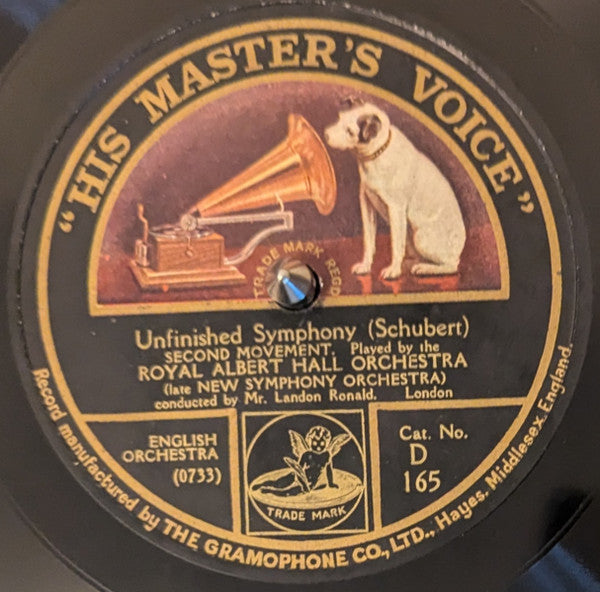 "HIS MASTER'S VOICE"
TRADE MARK REGD
Unfinished Symphony (Schubert)
SECOND MOVEMENT. Played by the
ROYAL ALBERT HALL ORCHESTRA
(late NEW SYMPHONY ORCHESTRA)
conducted by Mr. Landon Ronald. London
ENGLISH
ORCHESTRA
(0733)
TRADE MARK
Cat. No.
D
165
Record manufactured by THE GRAMOPHONE CO., LTD., Hayes, Middlesex, England.